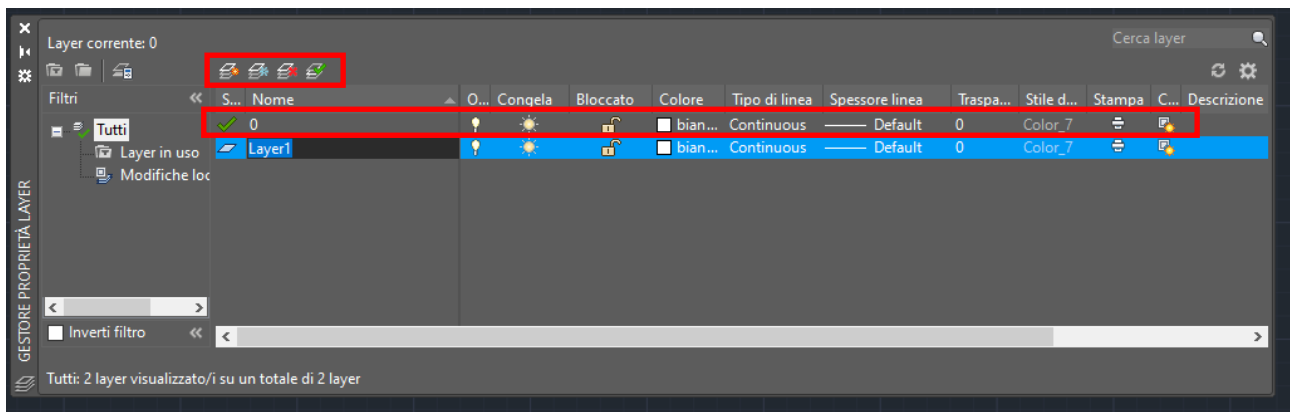 Layer corrente: 0
Cerca layer
Filtri
S... Nome O... Congela Bloccato Colore Tipo di linea Spessore linea Traspa... Stile d... Stampa C... Descrizione
Tutti
0 bian... Continuous Default 0 Color_7
Layer in uso
Layer1 bian... Continuous Default 0 Color_7
Modifiche loc
Inverti filtro
Tutti: 2 layer visualizzato/i su un totale di 2 layer
GESTORE PROPRIETÀ LAYER